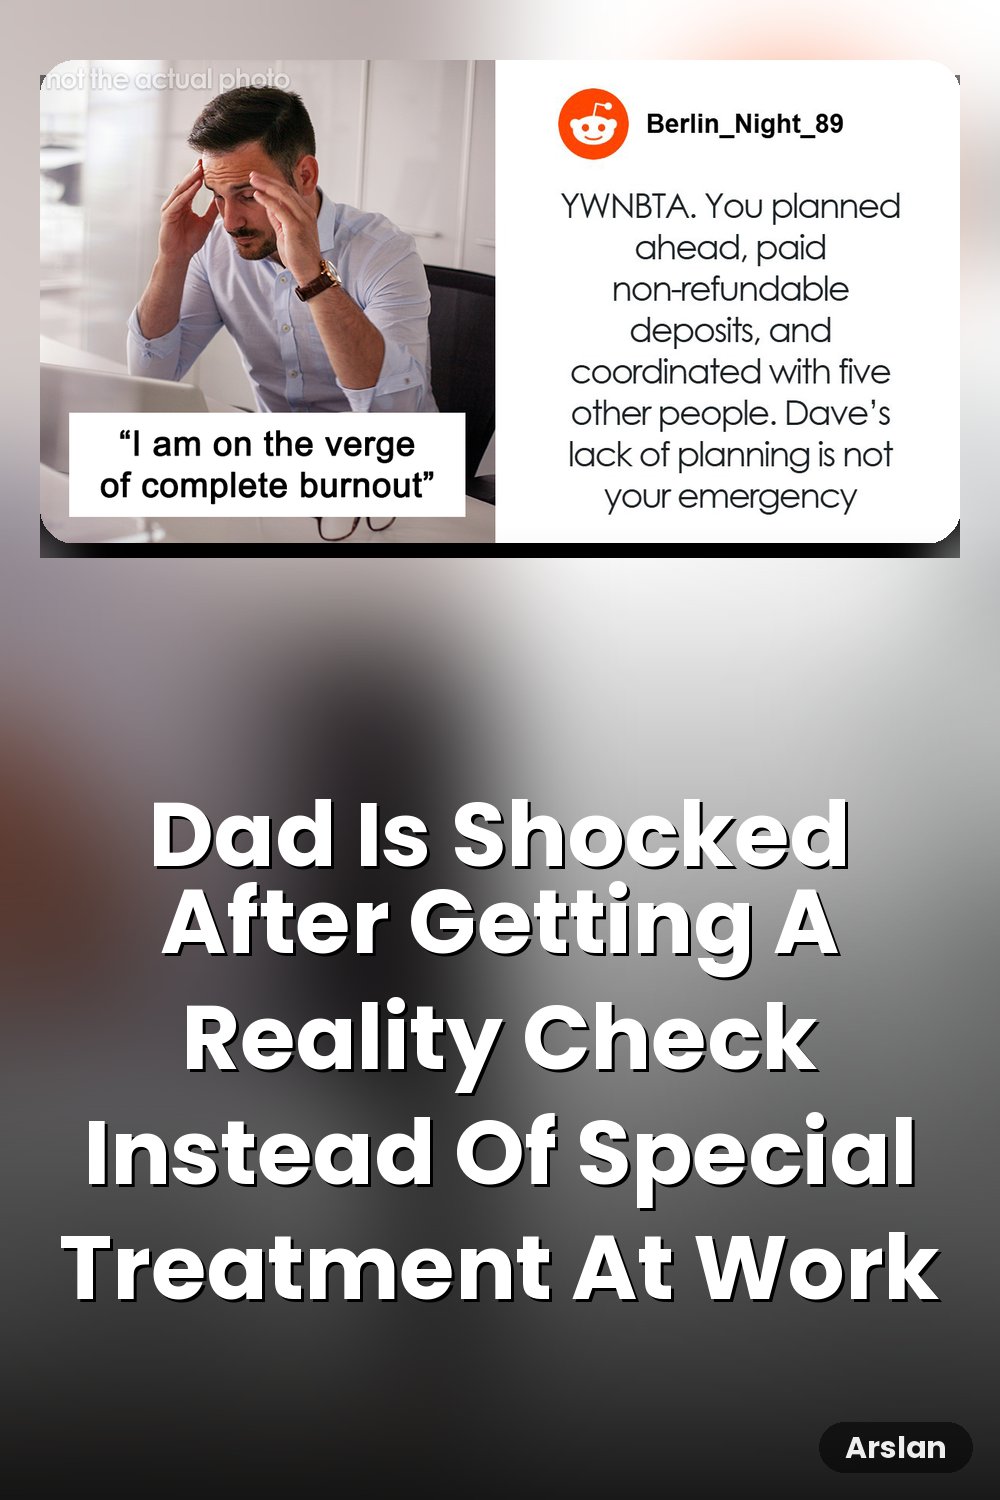 not the actual photo
“I am on the verge
of complete burnout”
Berlin_Night_89
YWNBTA. You planned
ahead, paid
non-refundable
deposits, and
coordinated with five
other people. Dave’s
lack of planning is not
your emergency
Dad Is Shocked
After Getting A
Reality Check
Instead Of Special
Treatment At Work
Arslan